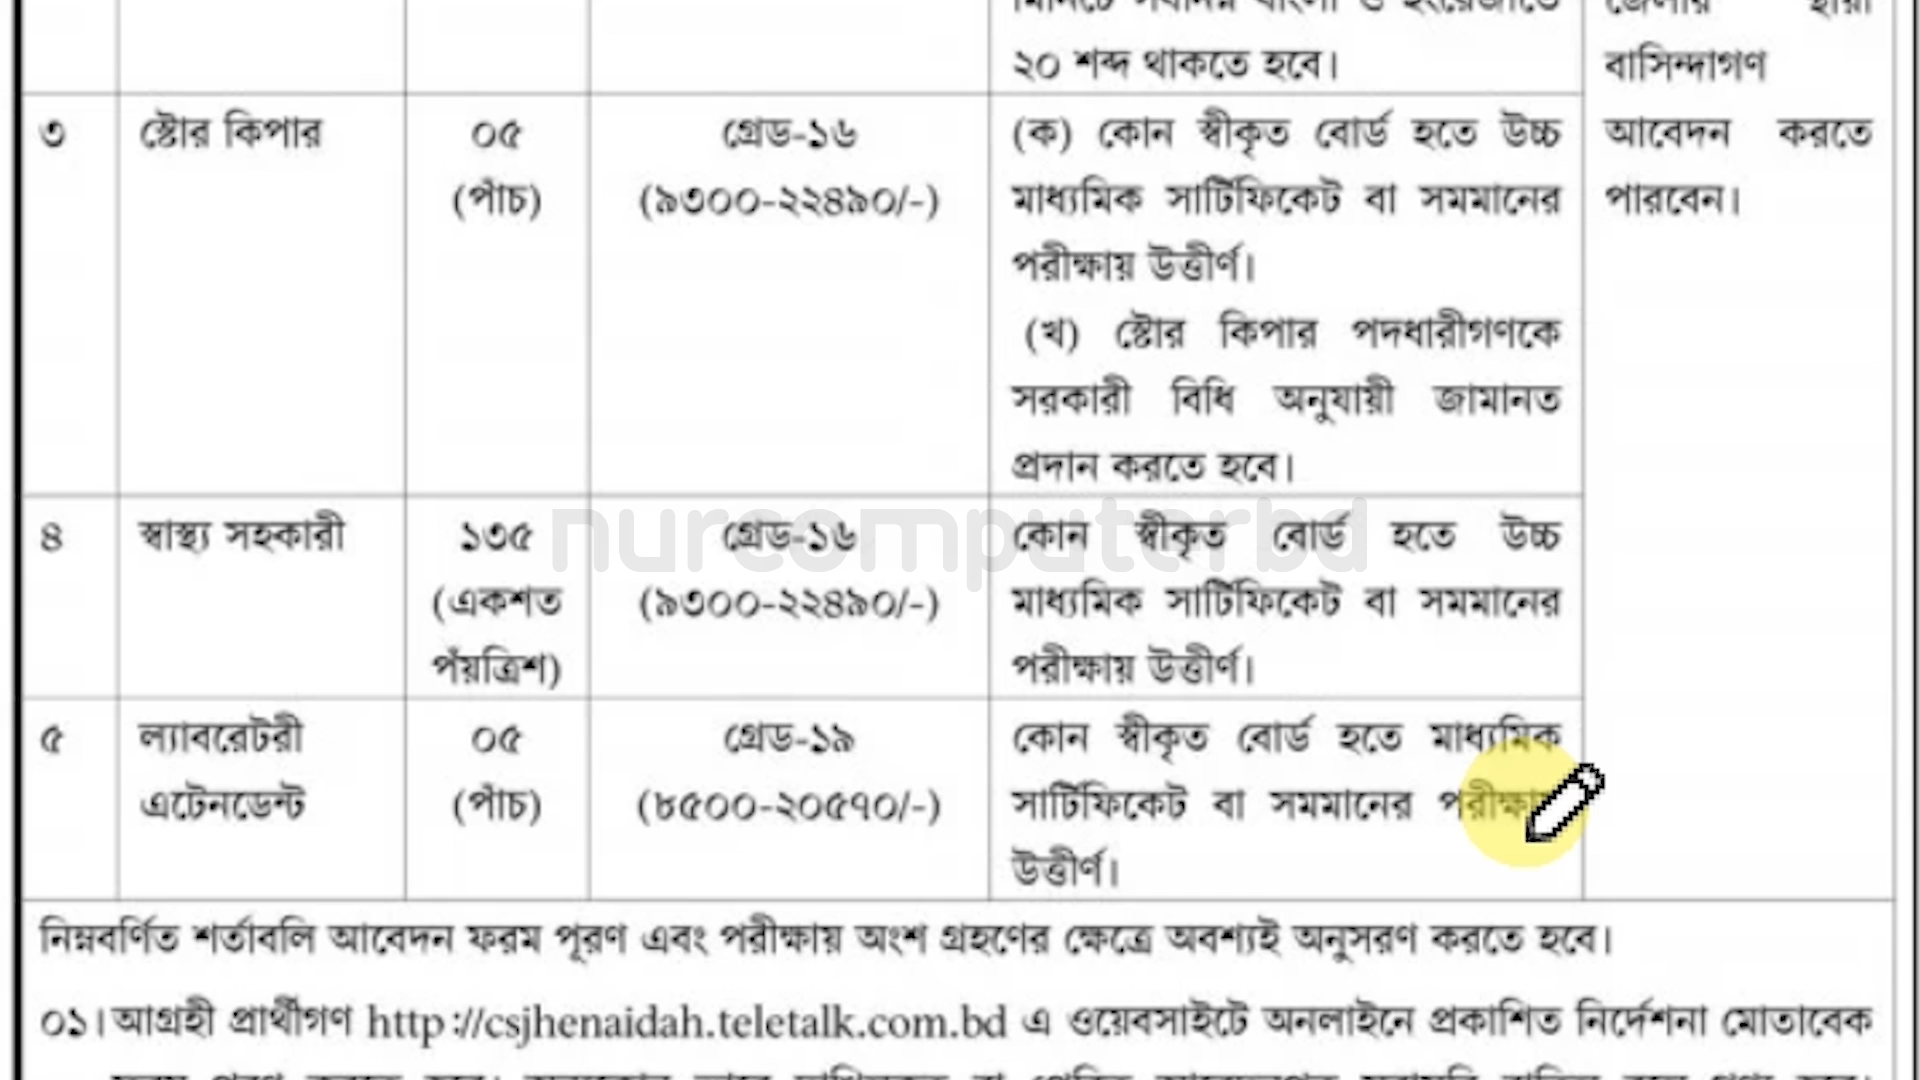 ২০ শব্দ থাকতে হবে।
বাসিন্দাগণ
আবেদন করতে
পারবেন।
৩
স্টোর কিপার
০৫
(পাঁচ)
গ্রেড-১৬
(৯৩০০-২২৪৯০/-)
(ক) কোন স্বীকৃত বোর্ড হতে উচ্চ
মাধ্যমিক সার্টিফিকেট বা সমমানের
পরীক্ষায় উত্তীর্ণ।
(খ) স্টোর কিপার পদধারীগণকে
সরকারী বিধি অনুযায়ী জামানত
প্রদান করতে হবে।
৪
স্বাস্থ্য সহকারী
১৩৫
(একশত
পঁয়ত্রিশ)
গ্রেড-১৬
(৯৩০০-২২৪৯০/-)
কোন স্বীকৃত বোর্ড হতে উচ্চ
মাধ্যমিক সার্টিফিকেট বা সমমানের
পরীক্ষায় উত্তীর্ণ।
nurcomputerbd
৫
ল্যাবরেটরী
এটেনডেন্ট
০৫
(পাঁচ)
গ্রেড-১৯
(৮৫০০-২০৫৭০/-)
কোন স্বীকৃত বোর্ড হতে মাধ্যমিক
সার্টিফিকেট বা সমমানের পরীক্ষায়
উত্তীর্ণ।
নিম্নবর্ণিত শর্তাবলি আবেদন ফরম পূরণ এবং পরীক্ষায় অংশ গ্রহণের ক্ষেত্রে অবশ্যই অনুসরণ করতে হবে।
০১। আগ্রহী প্রার্থীগণ http://csjhenaidah.teletalk.com.bd এ ওয়েবসাইটে অনলাইনে প্রকাশিত নির্দেশনা মোতাবেক